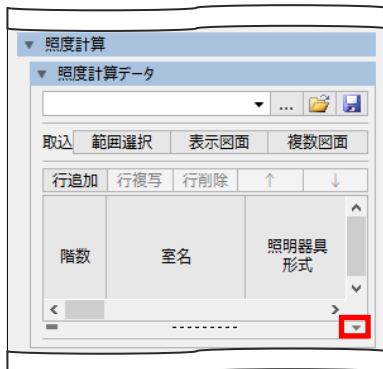 照度計算
照度計算データ
...
取込 範囲選択 表示図面 複数図面
行追加 行複写 行削除 ↑ ↓
階数 室名 照明器具
形式